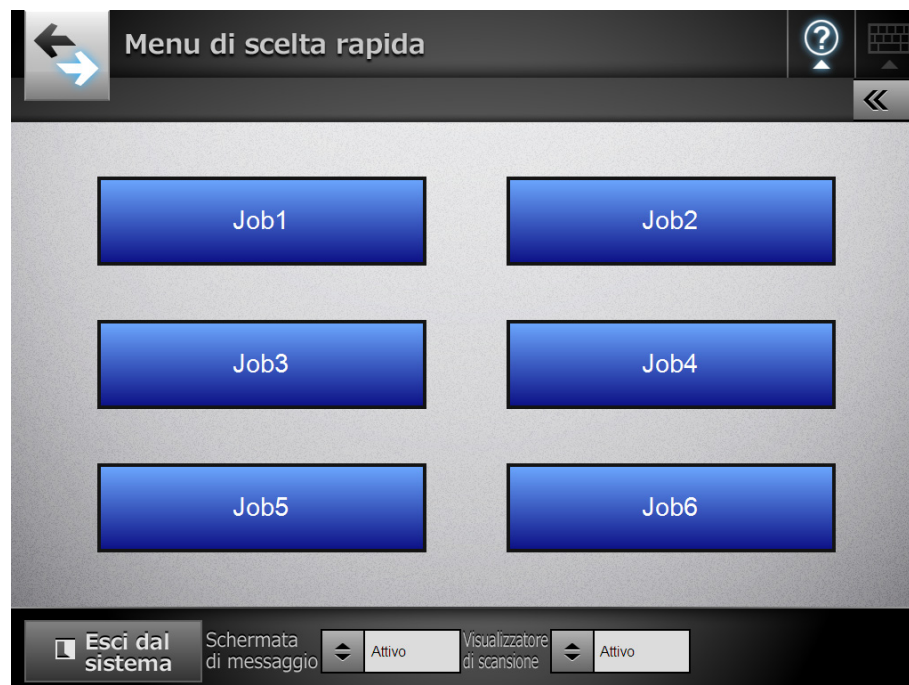 Menu di scelta rapida
?
Job1
Job2
Job3
Job4
Job5
Job6
Esci dal
sistema
Schermata
di messaggio
Attivo
Visualizzatore
di scansione
Attivo